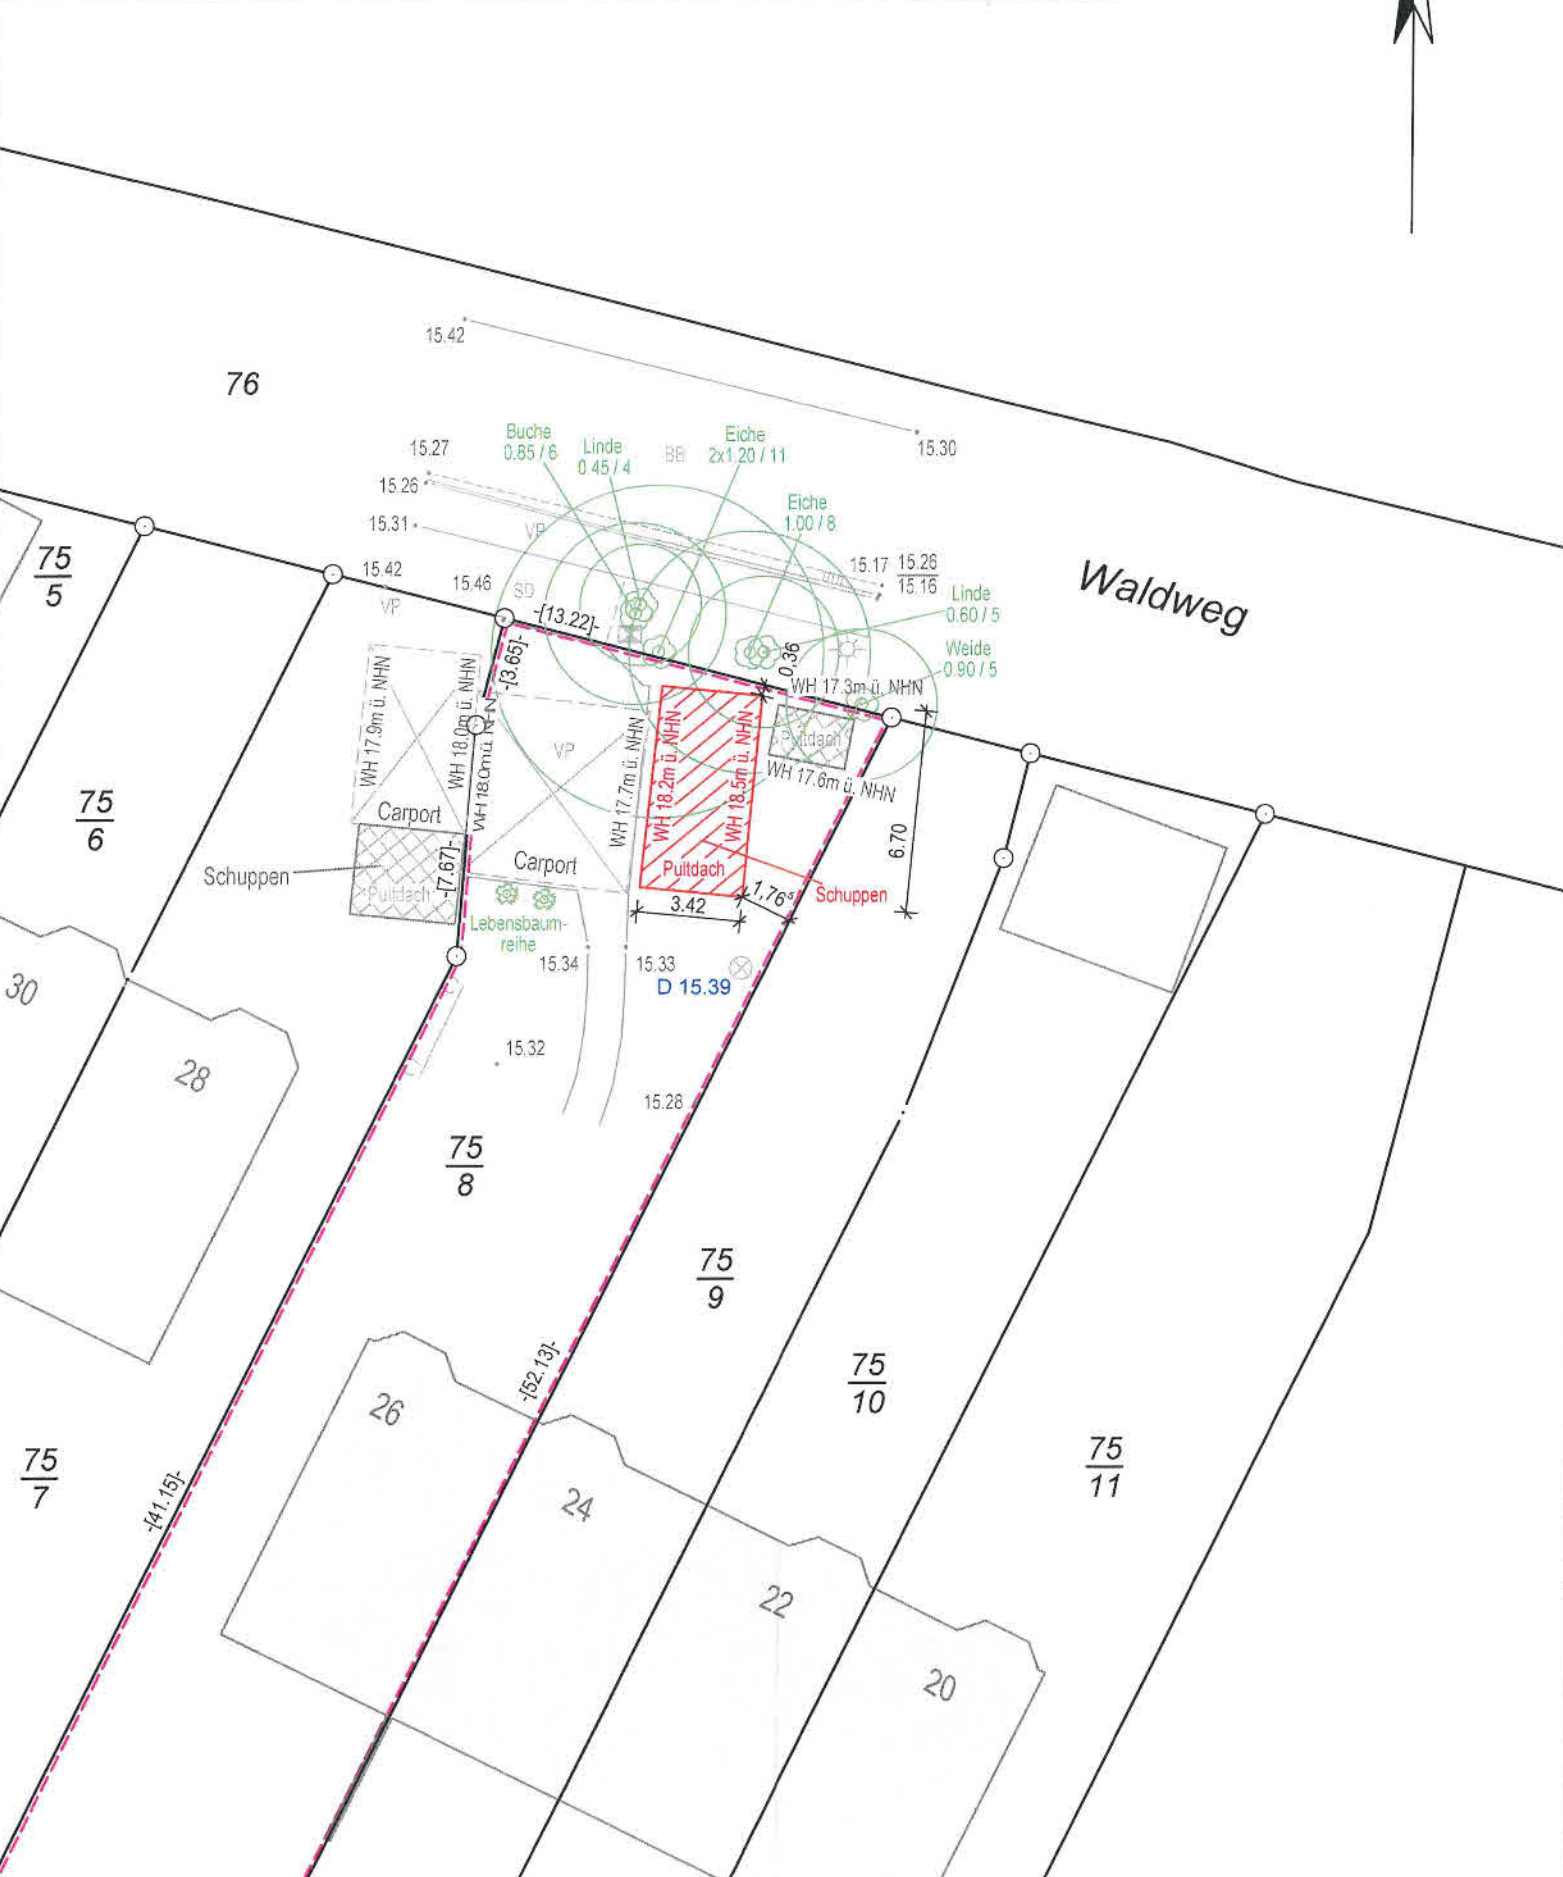 15.42
76
15.30
Buche
0.85 / 6
Linde
0.45 / 4
BB
Eiche
2x1.20 / 11
15.27
15.26
15.31
VP
Eiche
1.00 / 8
15.17
15.26
15.16
Waldweg
75
5
15.42
VP
15.46
SD
-[13.22]-
Linde
0.60 / 5
Weide
0.90 / 5
0,36
-[3.65]-
WH 17.3m ü. NHN
WH 17.9m ü. NHN
WH 18.0m ü. NHN
WH 18.0m ü. NHN
VP
WH 17.7m ü. NHN
WH 18.2m ü. NHN
WH 18.5m ü. NHN
Pultdach
WH 17.6m ü. NHN
75
6
Carport
6.70
Schuppen
Pultdach
-[7.67]-
Carport
Pultdach
1,76⁵
Schuppen
3.42
Lebensbaum-
reihe
15.34
15.33
D 15.39
30
28
15.32
15.28
75
8
75
9
-[52.13]-
26
75
10
75
7
-[41.15]-
24
75
11
22
20